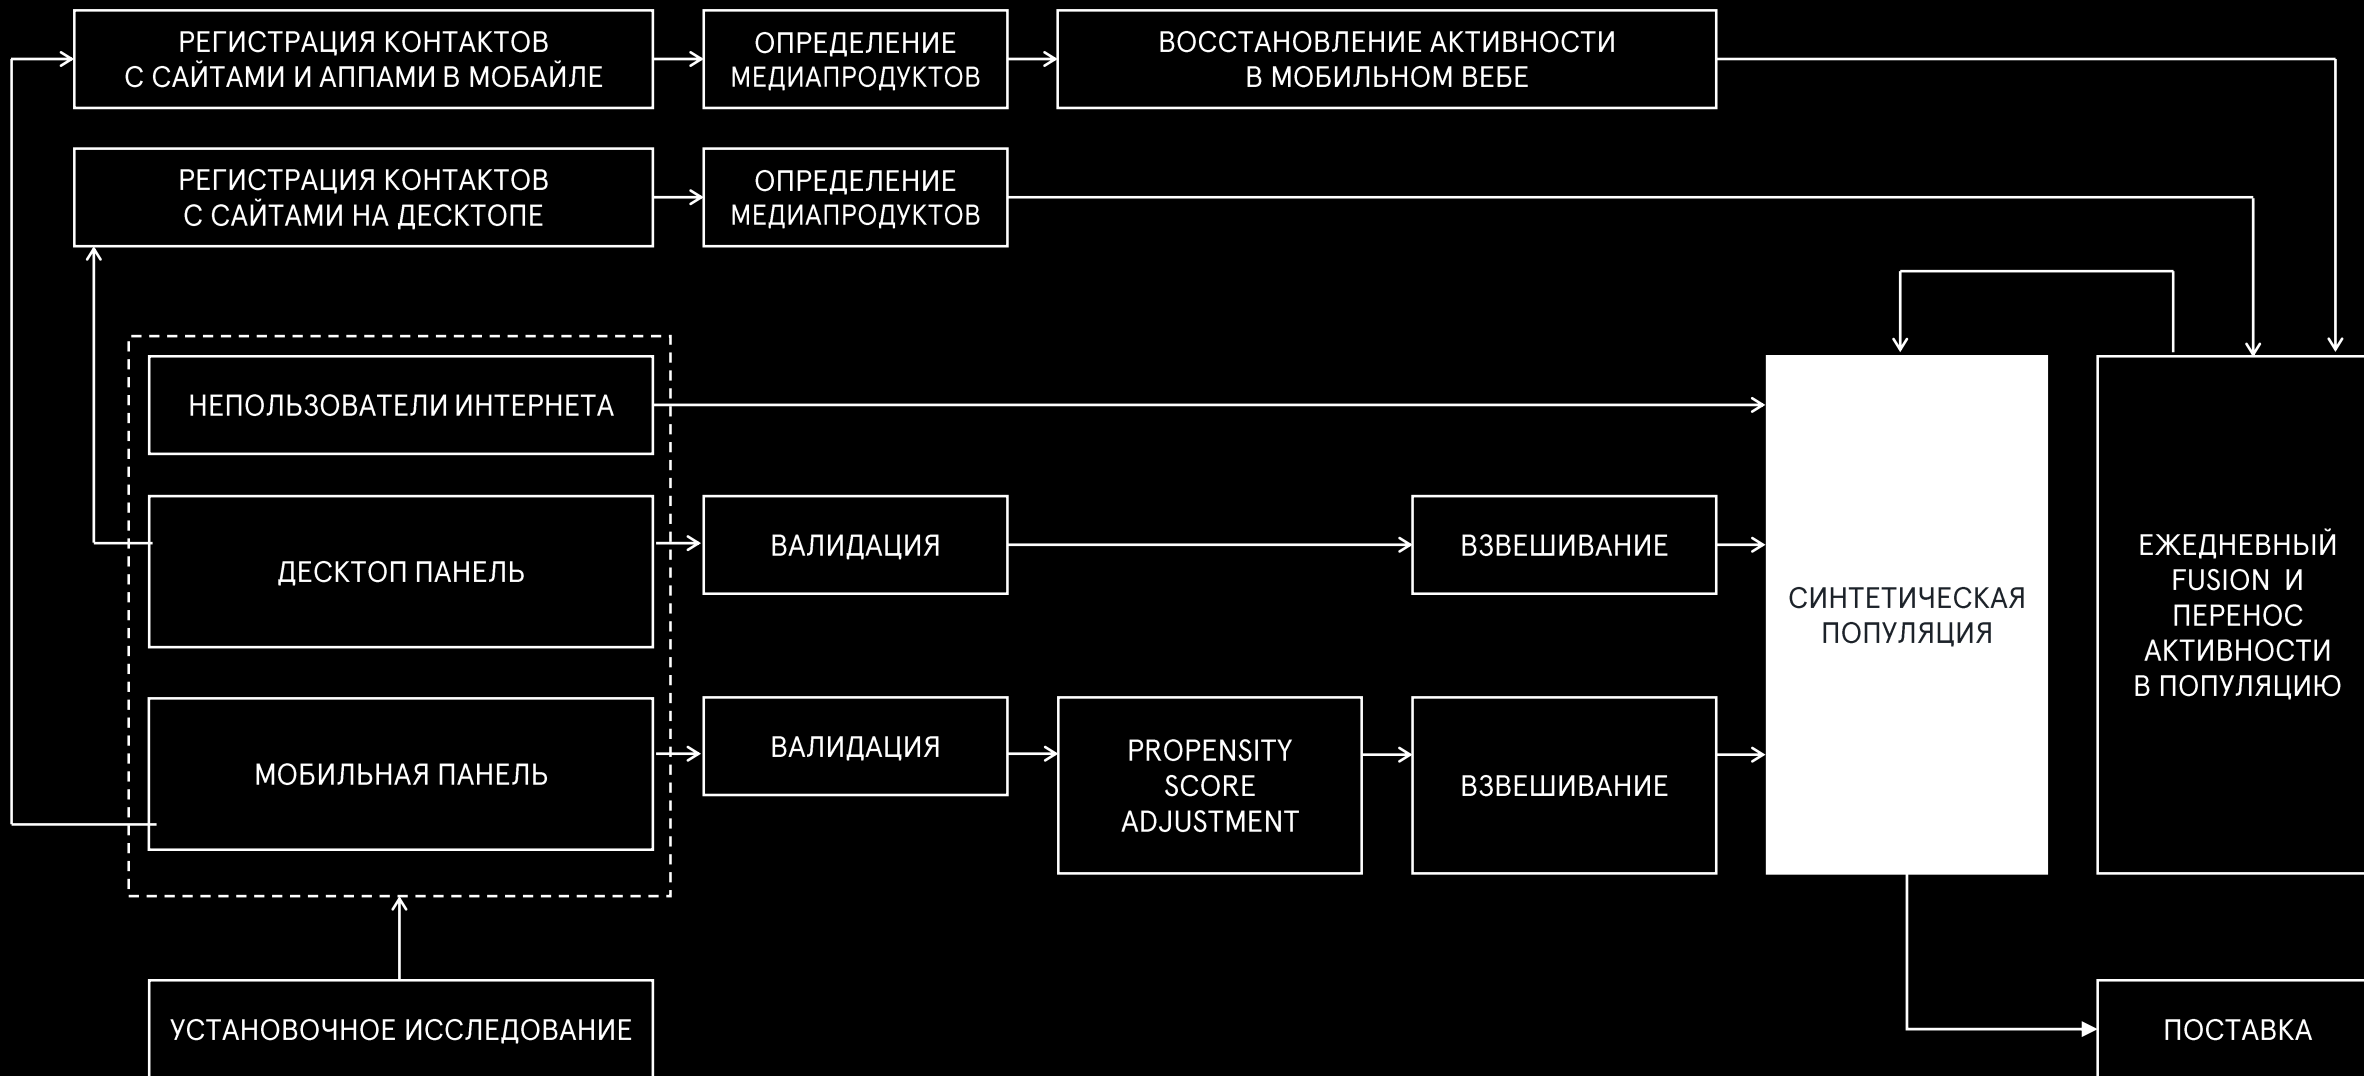 РЕГИСТРАЦИЯ КОНТАКТОВ
С САЙТАМИ И АППАМИ В МОБАЙЛЕ
ОПРЕДЕЛЕНИЕ
МЕДИАПРОДУКТОВ
ВОССТАНОВЛЕНИЕ АКТИВНОСТИ
В МОБИЛЬНОМ ВЕБЕ
РЕГИСТРАЦИЯ КОНТАКТОВ
С САЙТАМИ НА ДЕСКТОПЕ
ОПРЕДЕЛЕНИЕ
МЕДИАПРОДУКТОВ
НЕПОЛЬЗОВАТЕЛИ ИНТЕРНЕТА
ДЕСКТОП ПАНЕЛЬ
ВАЛИДАЦИЯ
ВЗВЕШИВАНИЕ
МОБИЛЬНАЯ ПАНЕЛЬ
ВАЛИДАЦИЯ
PROPENSITY
SCORE
ADJUSTMENT
ВЗВЕШИВАНИЕ
СИНТЕТИЧЕСКАЯ
ПОПУЛЯЦИЯ
ЕЖЕДНЕВНЫЙ
FUSION И
ПЕРЕНОС
АКТИВНОСТИ
В ПОПУЛЯЦИЮ
УСТАНОВОЧНОЕ ИССЛЕДОВАНИЕ
ПОСТАВКА